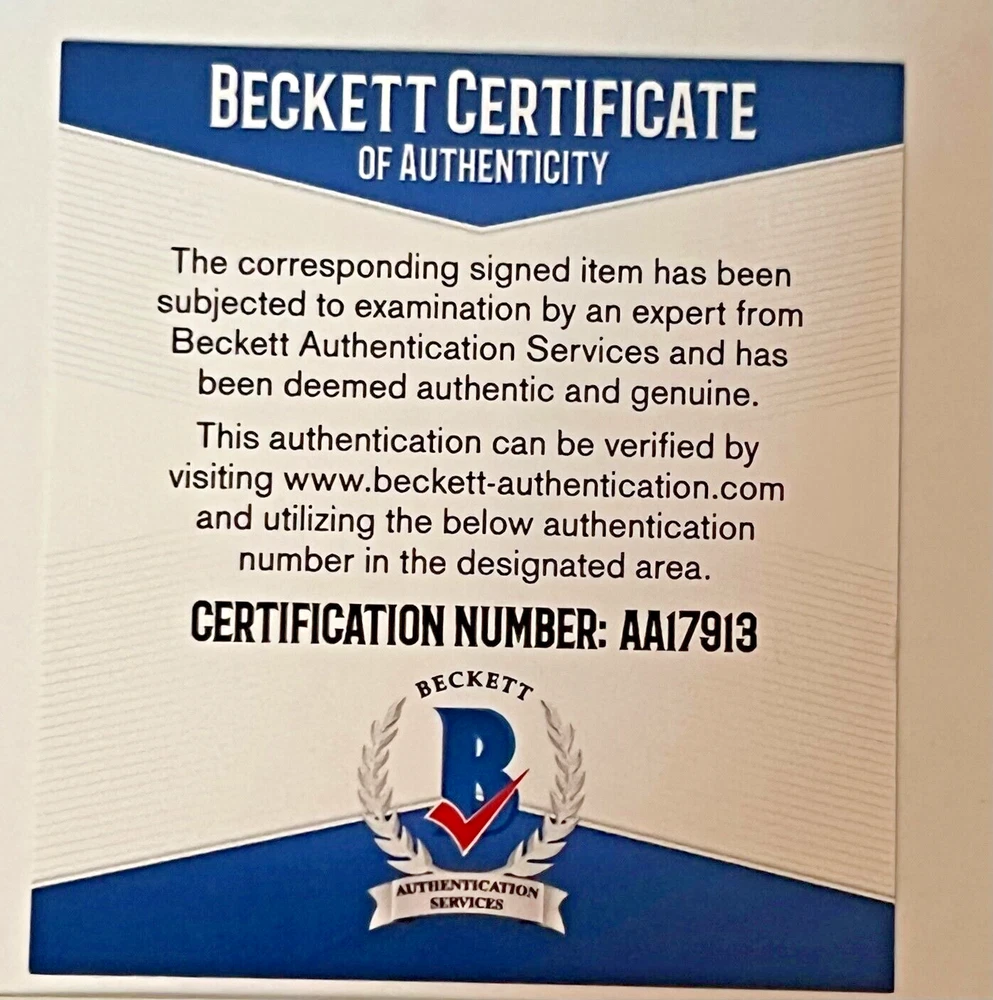 BECKETT CERTIFICATE
OF AUTHENTICITY
The corresponding signed item has been
subjected to examination by an expert from
Beckett Authentication Services and has
been deemed authentic and genuine.
This authentication can be verified by
visiting www.beckett-authentication.com
and utilizing the below authentication
number in the designated area.
CERTIFICATION NUMBER: AA17913
BECKETT
B
AUTHENTICATION
SERVICES